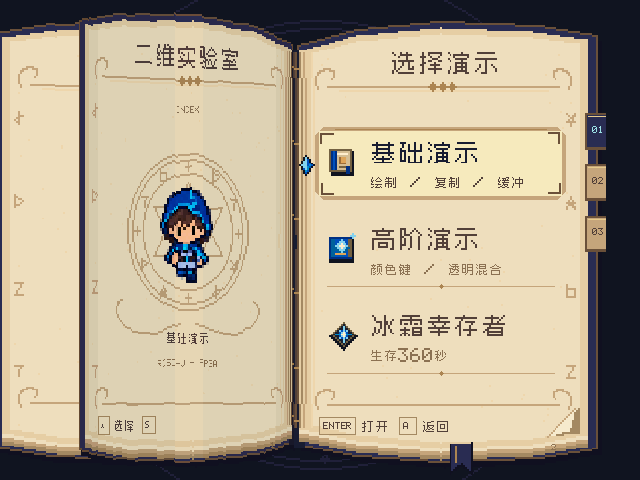 二维实验室
INDEX
基础演示
选择 S
选择演示
基础演示
绘制 / 复制 / 缓冲
高阶演示
颜色键 / 透明混合
冰霜幸存者
生存360秒
ENTER 打开 A 返回
01
02
03